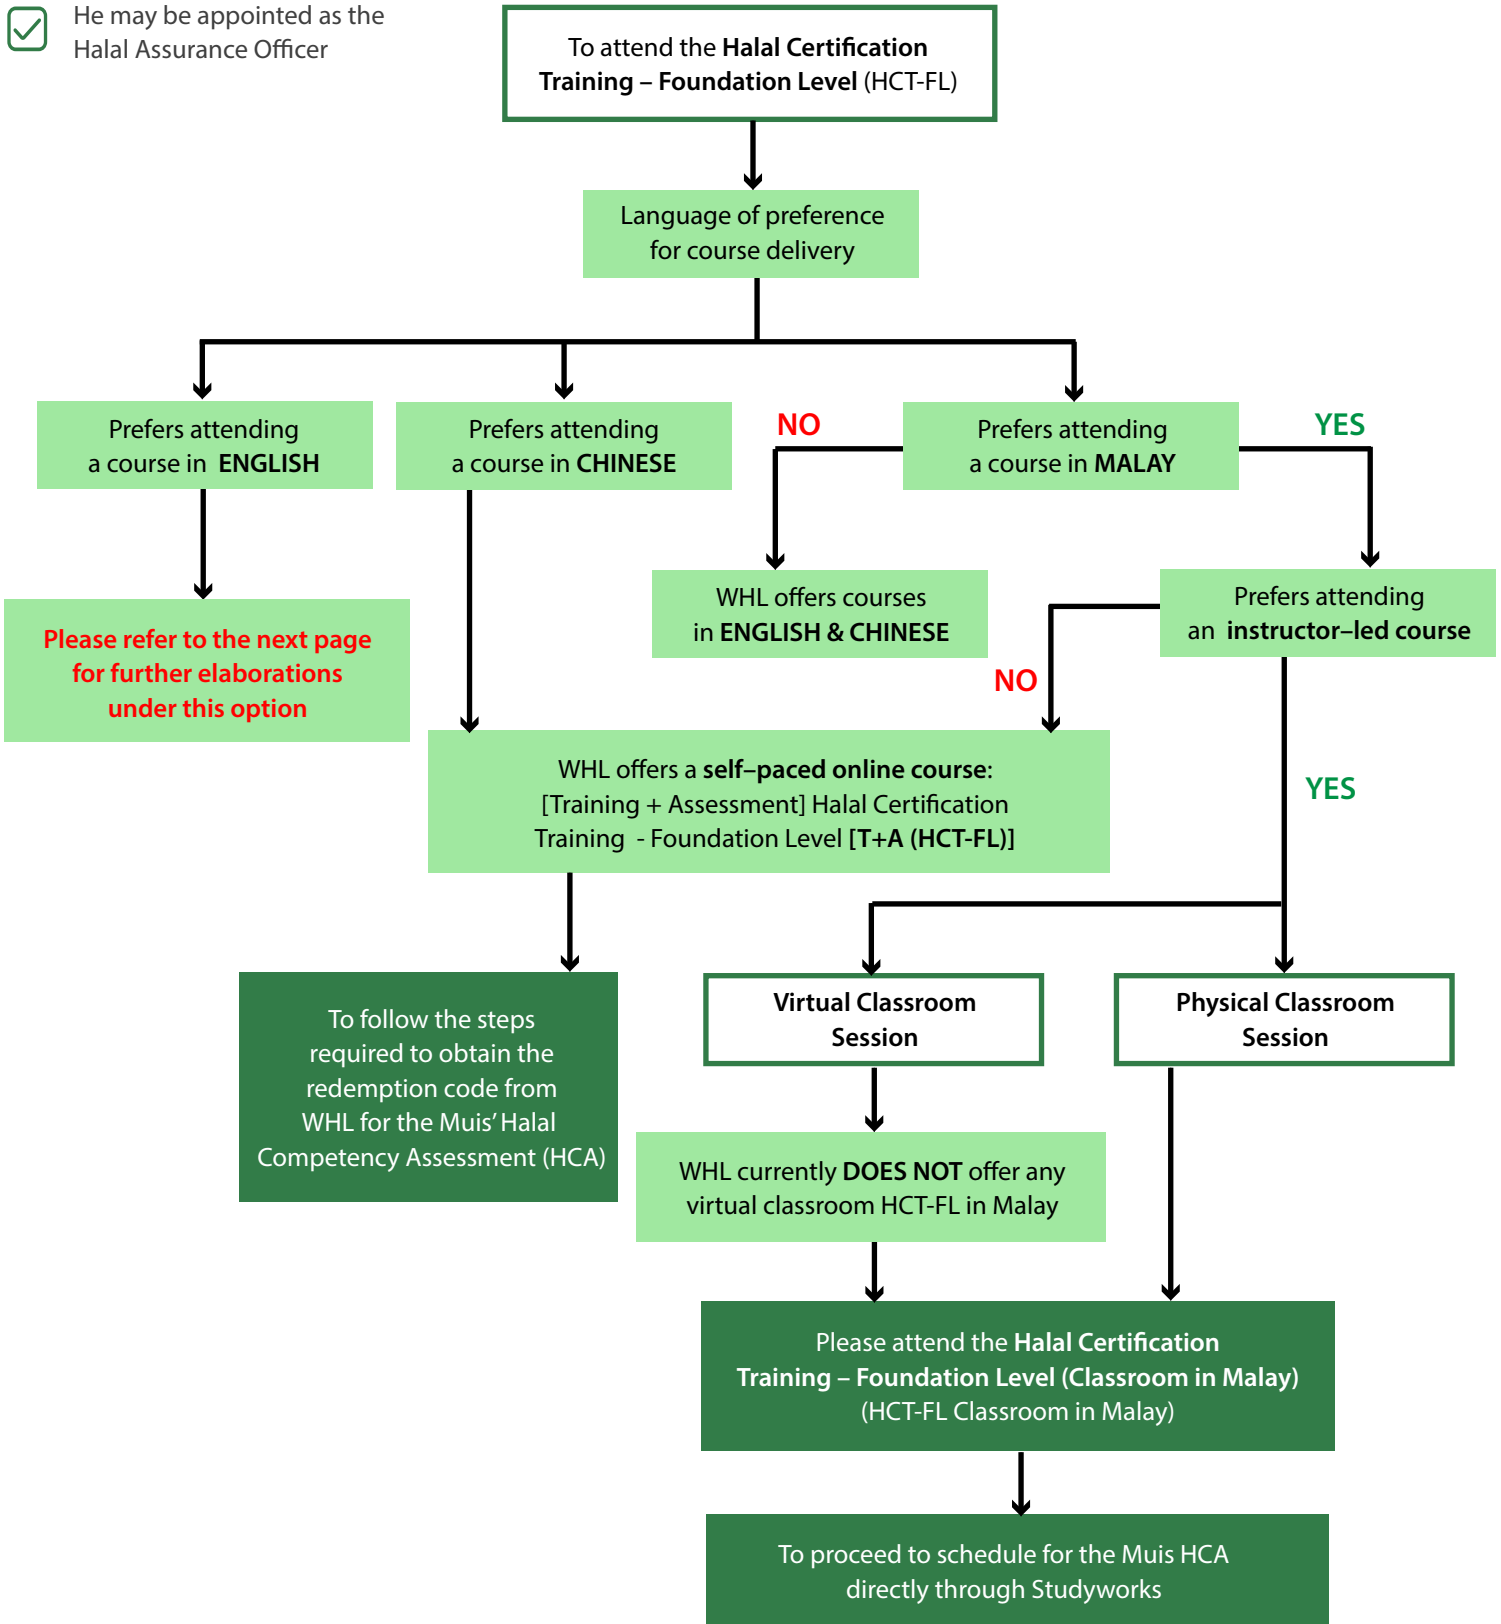 He may be appointed as the
Halal Assurance Officer
To attend the Halal Certification
Training – Foundation Level (HCT-FL)
Language of preference
for course delivery
Prefers attending
a course in ENGLISH
Prefers attending
a course in CHINESE
NO
Prefers attending
a course in MALAY
YES
Please refer to the next page
for further elaborations
under this option
WHL offers courses
in ENGLISH & CHINESE
Prefers attending
an instructor–led course
NO
WHL offers a self–paced online course:
[Training + Assessment] Halal Certification
Training - Foundation Level [T+A (HCT-FL)]
YES
To follow the steps
required to obtain the
redemption code from
WHL for the Muis’ Halal
Competency Assessment (HCA)
Virtual Classroom
Session
Physical Classroom
Session
WHL currently DOES NOT offer any
virtual classroom HCT-FL in Malay
Please attend the Halal Certification
Training – Foundation Level (Classroom in Malay)
(HCT-FL Classroom in Malay)
To proceed to schedule for the Muis HCA
directly through Studyworks